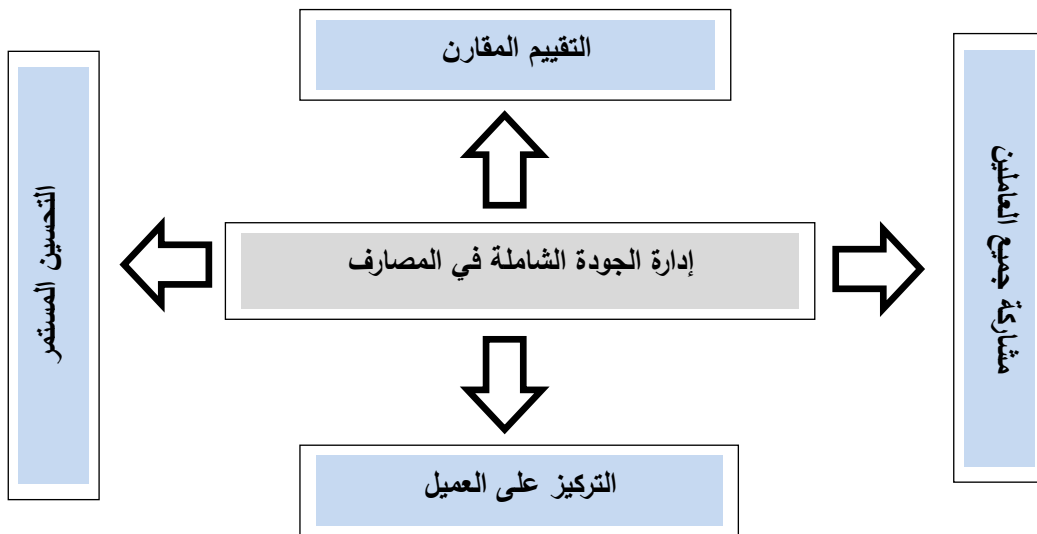 التقييم المقارن
مشاركة جميع العاملين
إدارة الجودة الشاملة في المصارف
التحسين المستمر
التركيز على العميل